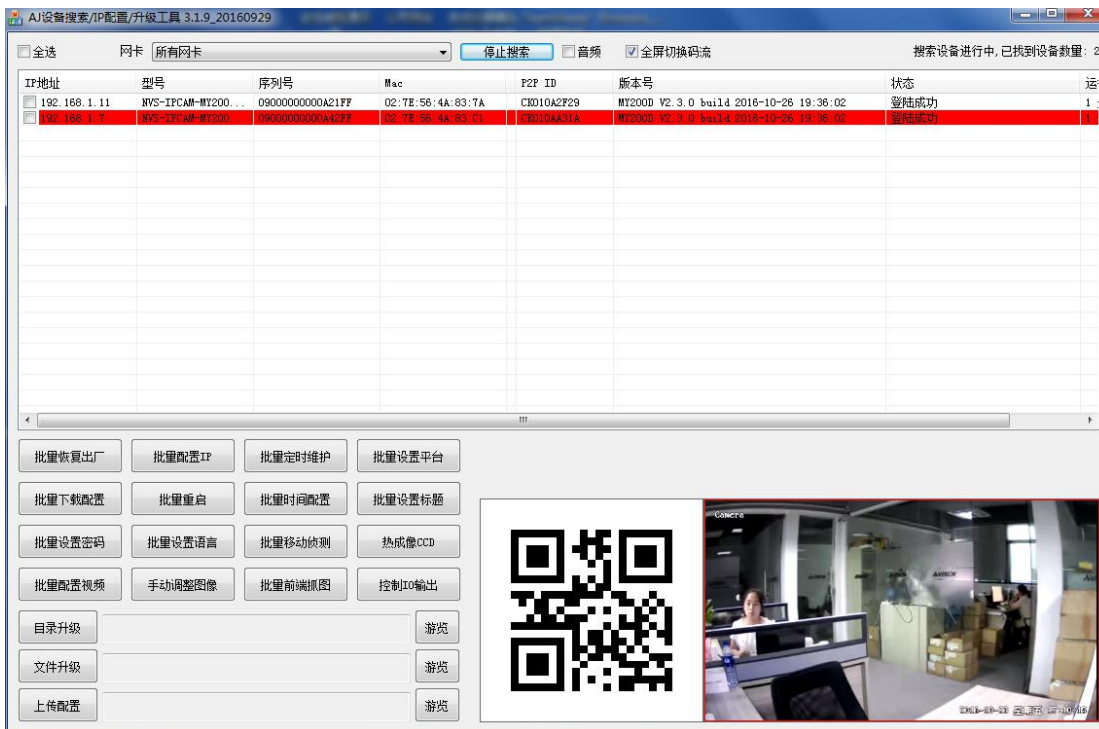 AJ设备搜索/IP配置/升级工具 3.1.9_20160929
全选 网卡 所有网卡 停止搜索 音频 全屏切换码流 搜索设备进行中,已找到设备数量: 2
IP地址 型号 序列号 Mac P2P ID 版本号 状态
192.168.1.11 NVS-IPCAM-MY200... 09000000000A21FF 02:7E:56:4A:83:7A CK010A2F29 MY200D V2.3.0 build 2016-10-26 19:36:02 登陆成功 1
192.168.1.7 NVS-IPCAM-MY200... 09000000000A42FF 02:7E:56:4A:83:C1 CK010AA31A MY200D V2.3.0 build 2016-10-26 19:36:02 登陆成功 1
批量恢复出厂 批量配置IP 批量定时维护 批量设置平台
批量下载配置 批量重启 批量时间配置 批量设置标题
批量设置密码 批量设置语言 批量移动侦测 热成像CCD
批量配置视频 手动调整图像 批量前端抓图 控制IO输出
目录升级 游览
文件升级 游览
上传配置 游览
Camera